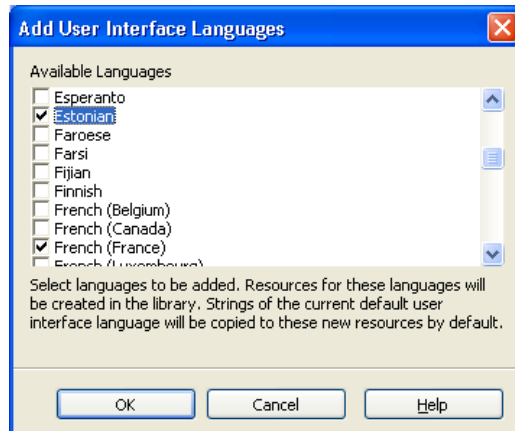 Add User Interface Languages
Available Languages
Esperanto
Estonian
Faroese
Farsi
Fijian
Finnish
French (Belgium)
French (Canada)
French (France)
French (Luxembourg)
Select languages to be added. Resources for these languages will
be created in the library. Strings of the current default user
interface language will be copied to these new resources by default.
OK
Cancel
Help